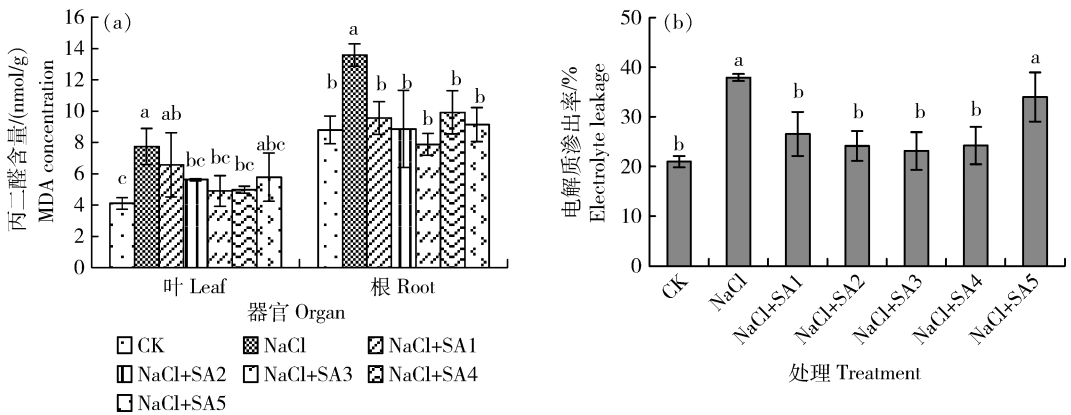 (a)
丙二醛含量/(nmol/g)
MDA concentration
16
14
12
10
8
6
4
2
0
c
a
ab
bc
bc
bc
abc
b
a
b
b
b
b
b
叶 Leaf
根 Root
器官 Organ
CK
NaCl
NaCl+SA1
NaCl+SA2
NaCl+SA3
NaCl+SA4
NaCl+SA5
(b)
电解质渗出率/%
Electrolyte leakage
50
40
30
20
10
0
b
a
b
b
b
b
a
CK
NaCl
NaCl+SA1
NaCl+SA2
NaCl+SA3
NaCl+SA4
NaCl+SA5
处理 Treatment